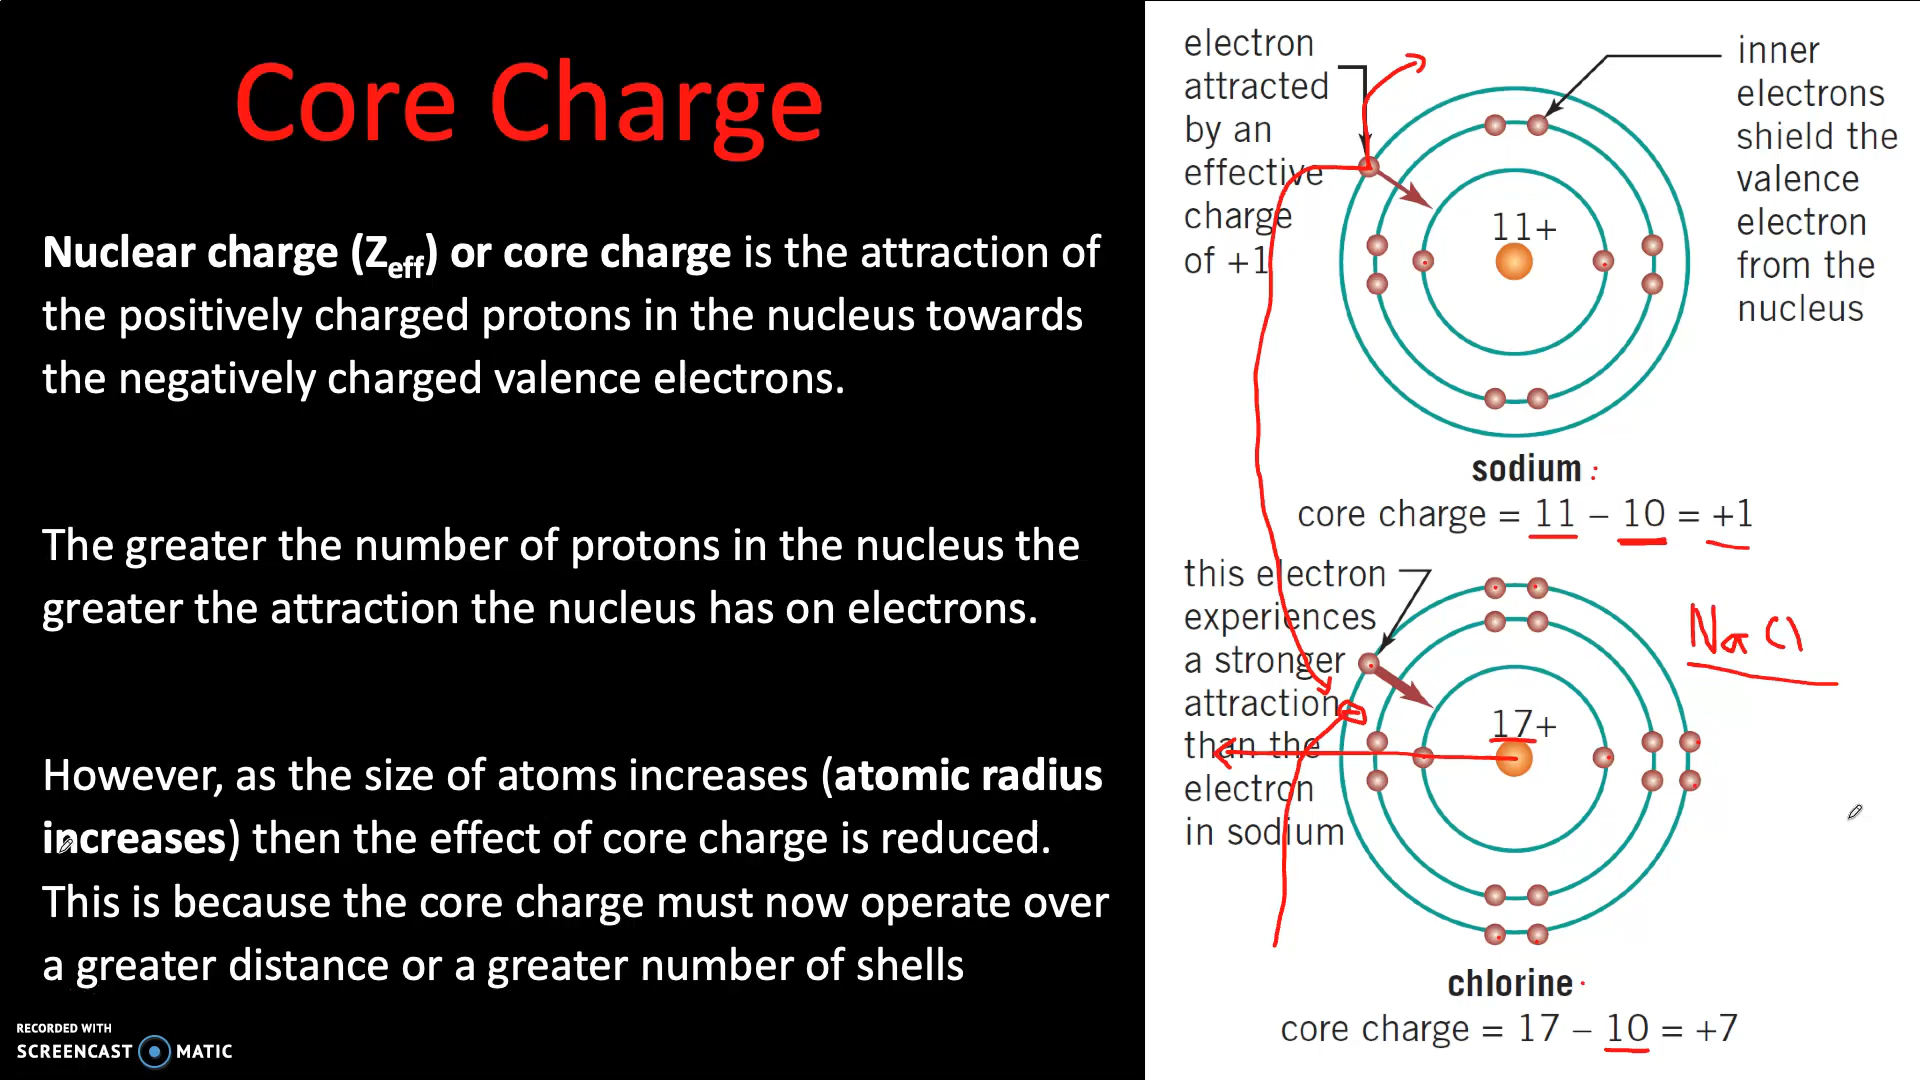 Core Charge
Nuclear charge (Zeff) or core charge is the attraction of
the positively charged protons in the nucleus towards
the negatively charged valence electrons.
The greater the number of protons in the nucleus the
greater the attraction the nucleus has on electrons.
However, as the size of atoms increases (atomic radius
increases) then the effect of core charge is reduced.
This is because the core charge must now operate over
a greater distance or a greater number of shells
RECORDED WITH
SCREENCAST MATIC
electron
attracted
by an
effective
charge
of +1
inner
electrons
shield the
valence
electron
from the
nucleus
11+
sodium :
core charge = 11 – 10 = +1
this electron
experiences
a stronger
attraction
than the
electron
in sodium
17+
NaCl
chlorine
core charge = 17 – 10 = +7